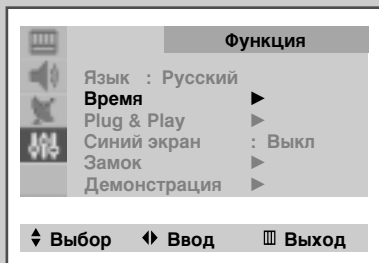 Функция
Язык : Русский
Время ►
Plug & Play ►
Синий экран : Выкл
Замок ►
Демонстрация ►
Выбор Ввод Выход